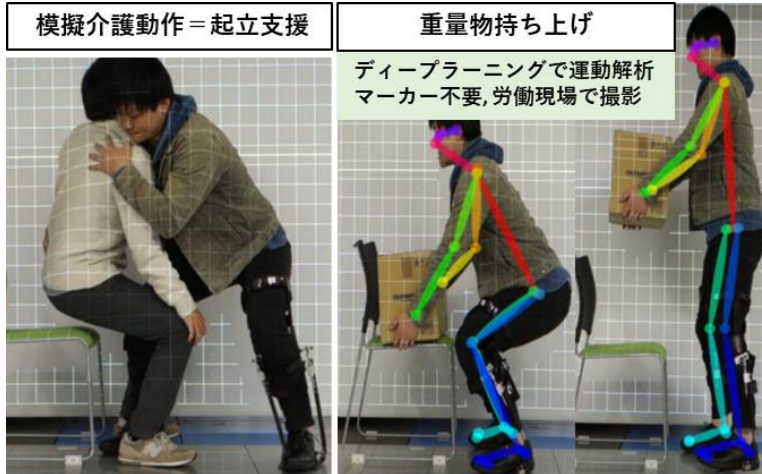 模擬介護動作＝起立支援
重量物持ち上げ
ディープラーニングで運動解析
マーカー不要, 労働現場で撮影